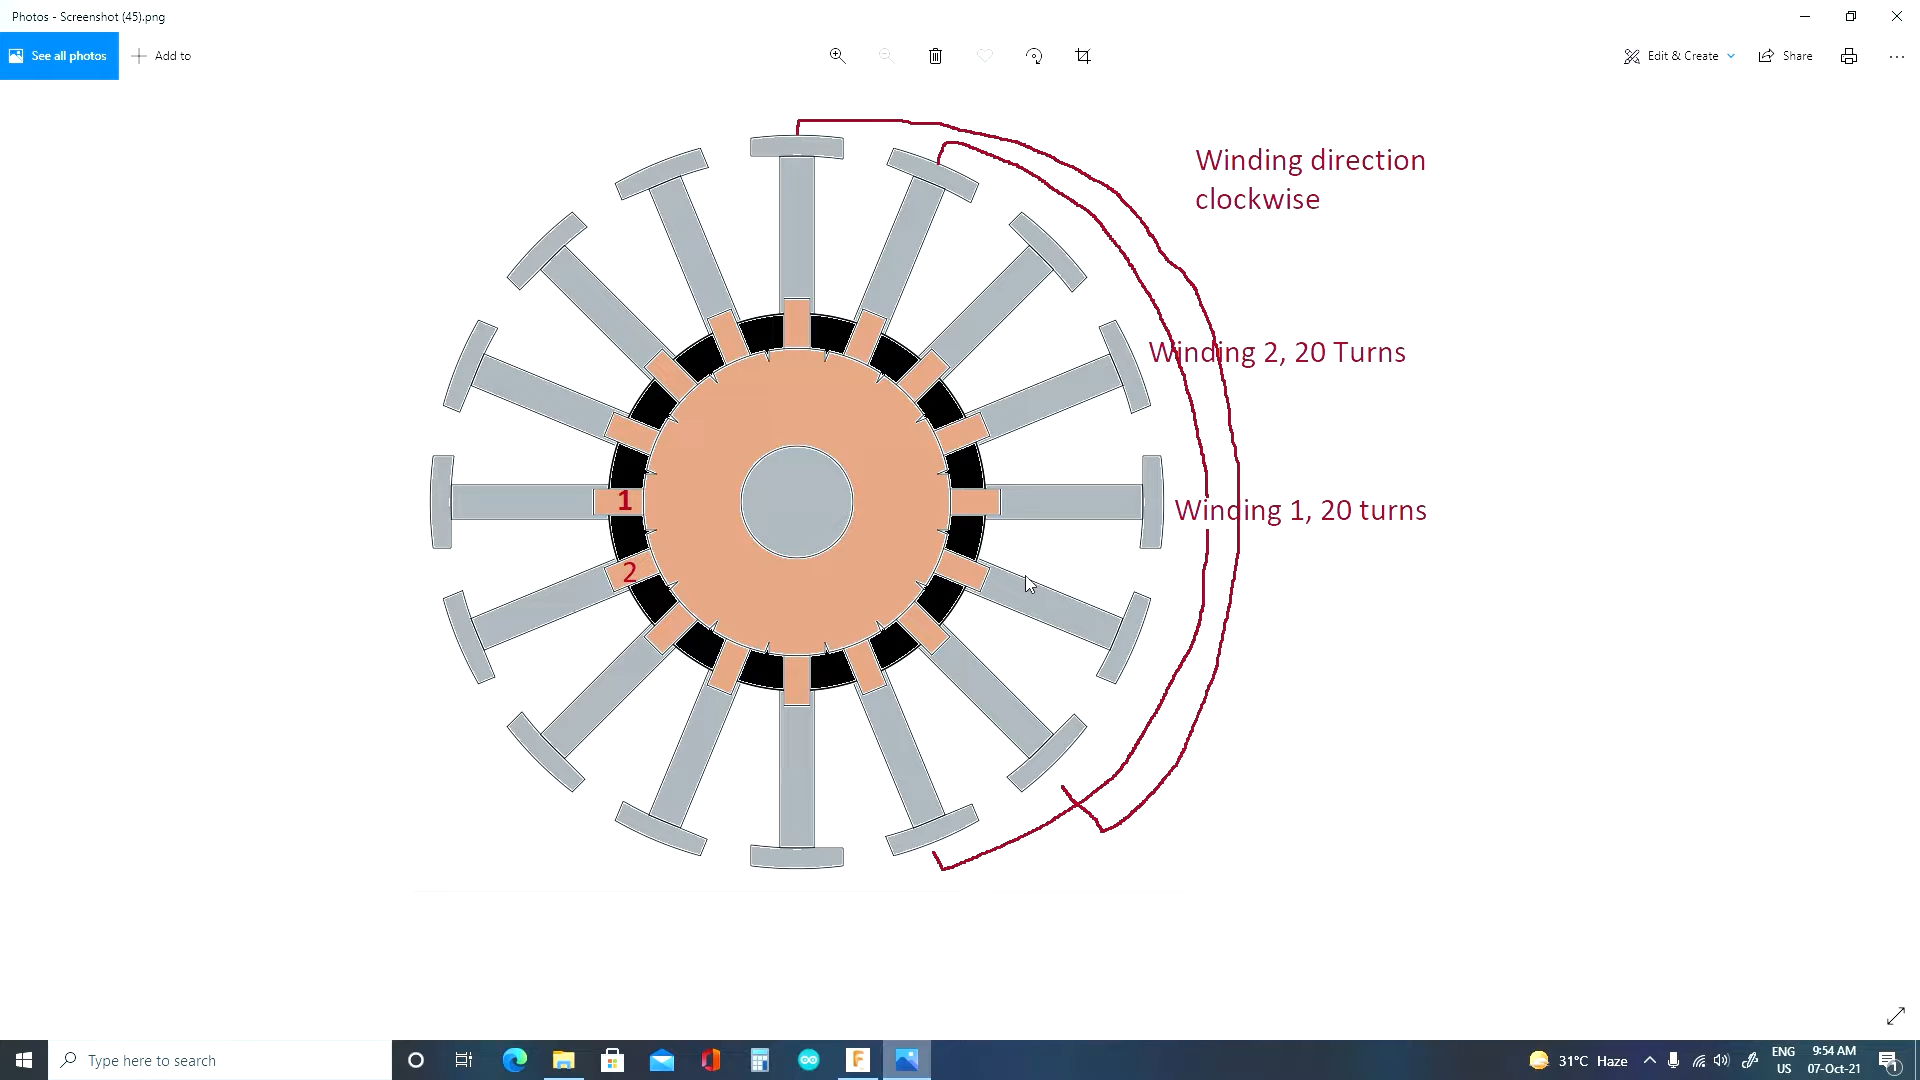 Photos - Screenshot (45).png
See all photos
Add to
Edit & Create
Share
Winding direction
clockwise
Winding 2, 20 Turns
1
Winding 1, 20 turns
2
Type here to search
31°C Haze
ENG
US
9:54 AM
07-Oct-21
1